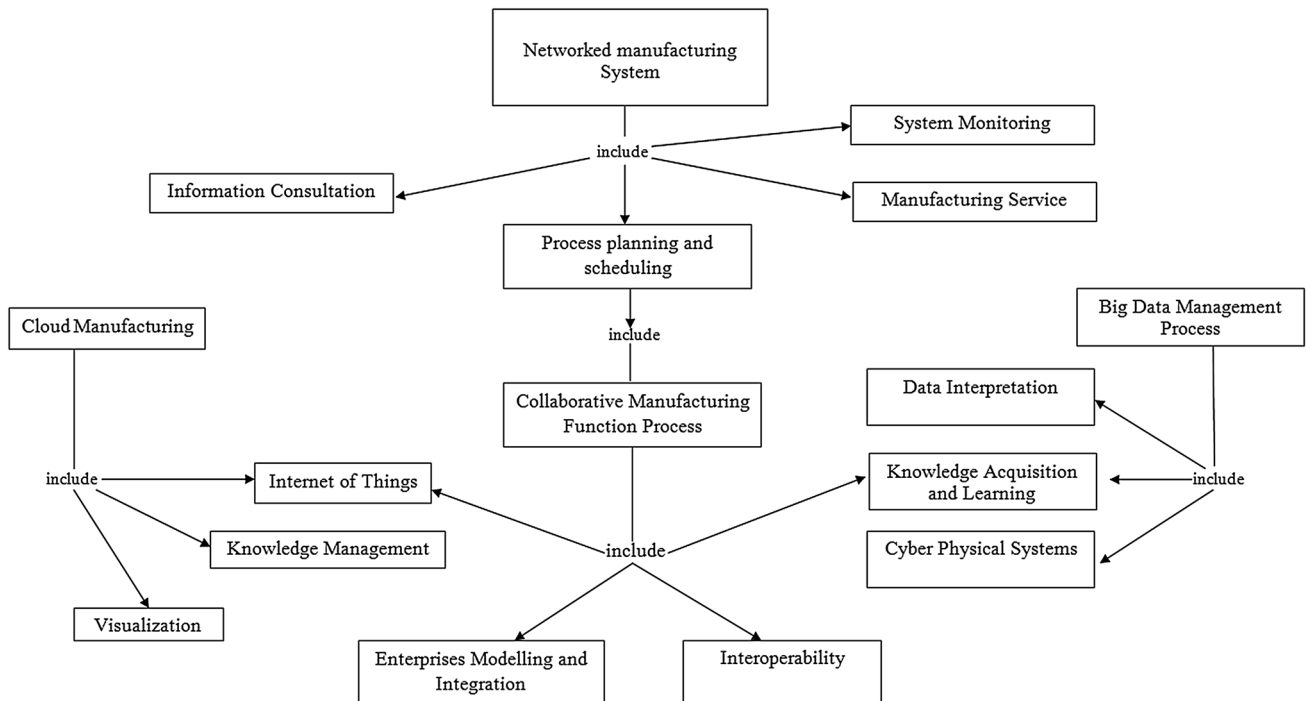 Networked manufacturing
System
System Monitoring
include
Information Consultation
Manufacturing Service
Process planning and
scheduling
Cloud Manufacturing
include
Big Data Management
Process
Collaborative Manufacturing
Function Process
Data Interpretation
include
Internet of Things
Knowledge Acquisition
and Learning
include
Knowledge Management
include
Cyber Physical Systems
Visualization
Enterprises Modelling and
Integration
Interoperability